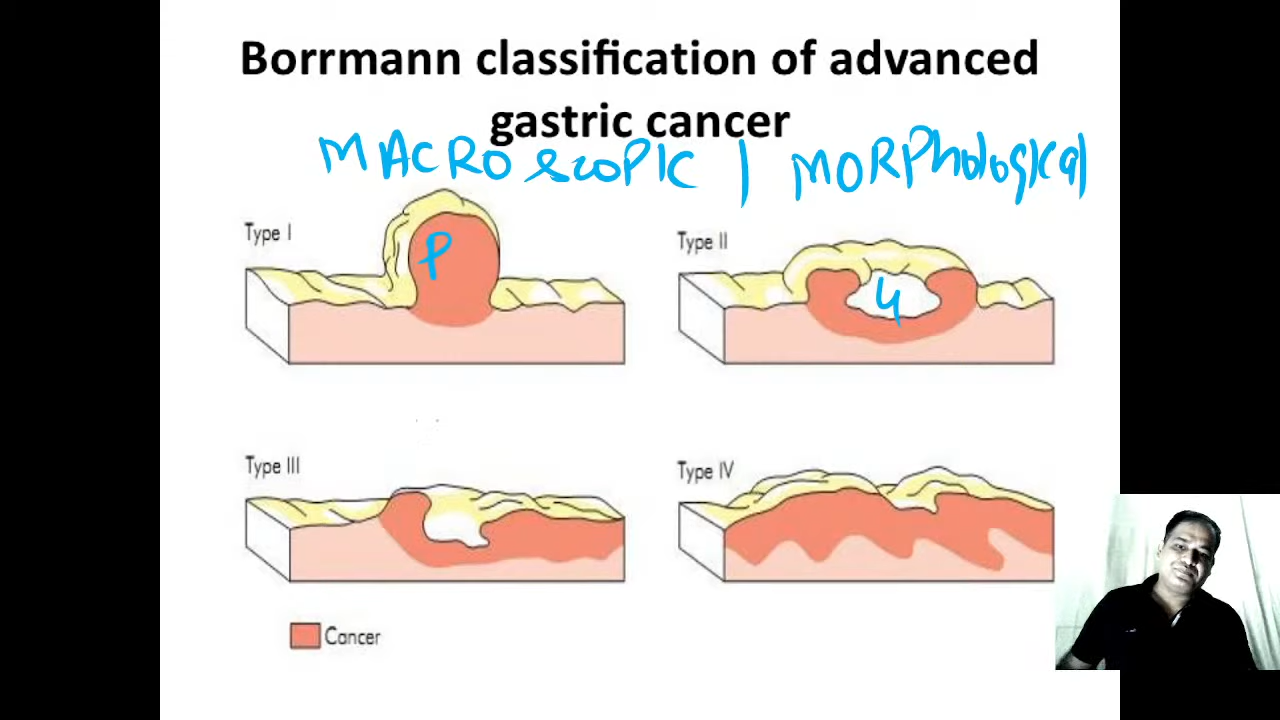 Borrmann classification of advanced
gastric cancer
MACROSCOPIC | MORPhological
Type I
Type II
P
U
Type III
Type IV
Cancer